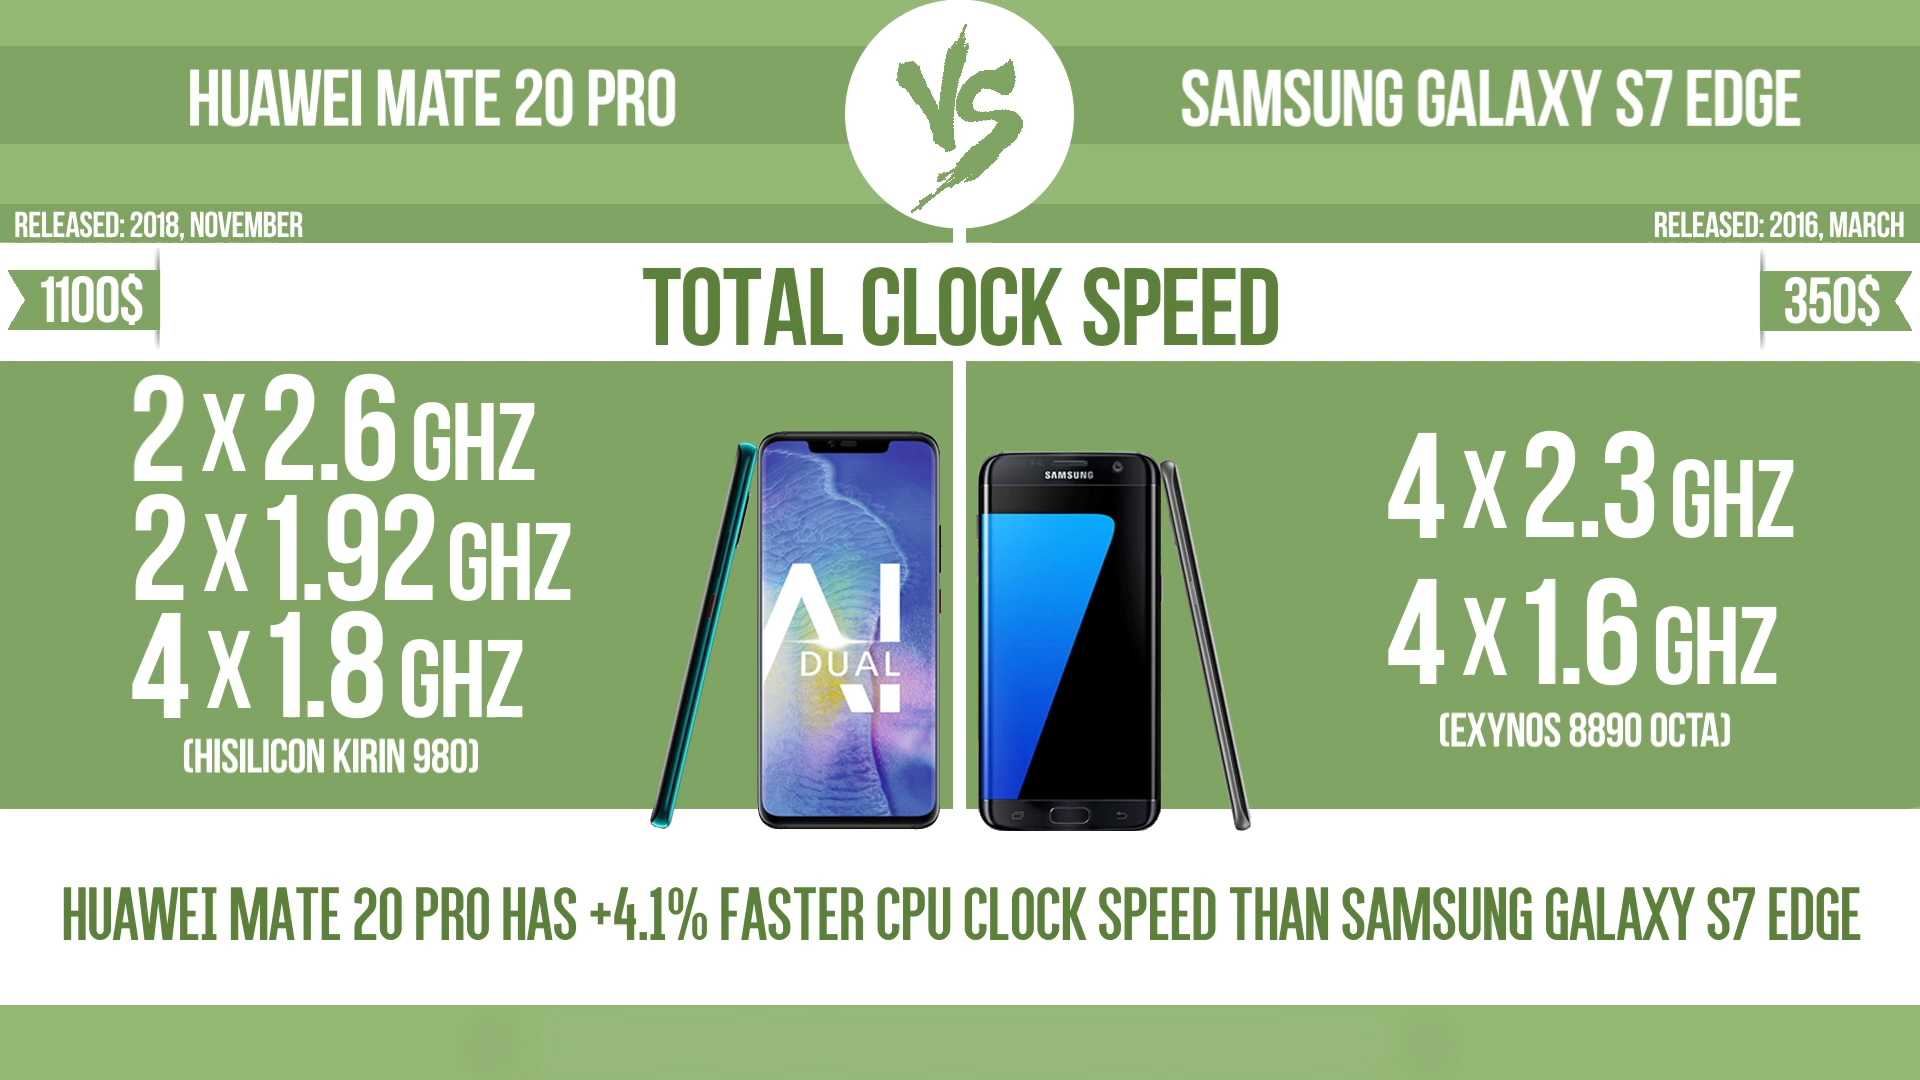 HUAWEI MATE 20 PRO
VS
SAMSUNG GALAXY S7 EDGE
RELEASED: 2018, NOVEMBER
RELEASED: 2016, MARCH
1100$
TOTAL CLOCK SPEED
350$
2 X 2.6 GHZ
2 X 1.92 GHZ
4 X 1.8 GHZ
(HISILICON KIRIN 980)
AI
DUAL
AI
SAMSUNG
4 X 2.3 GHZ
4 X 1.6 GHZ
(EXYNOS 8890 OCTA)
HUAWEI MATE 20 PRO HAS +4.1% FASTER CPU CLOCK SPEED THAN SAMSUNG GALAXY S7 EDGE